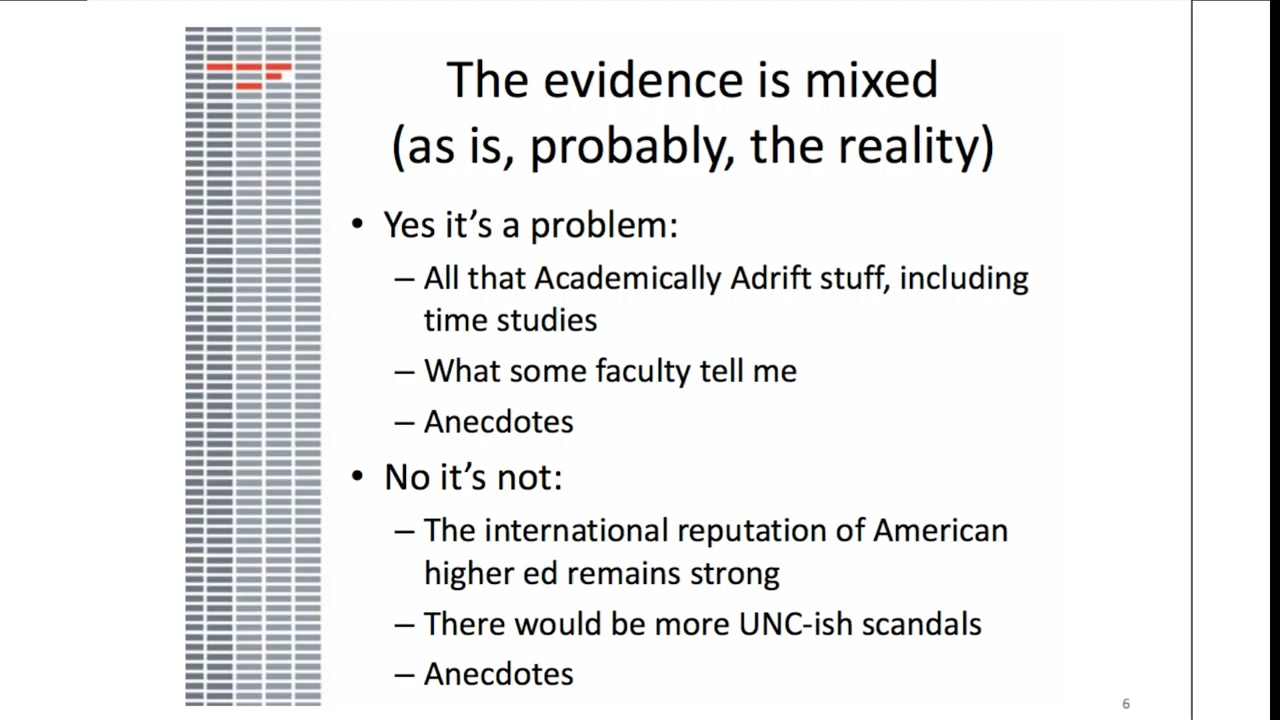 The evidence is mixed
(as is, probably, the reality)
• Yes it’s a problem:
– All that Academically Adrift stuff, including
time studies
– What some faculty tell me
– Anecdotes
• No it’s not:
– The international reputation of American
higher ed remains strong
– There would be more UNC-ish scandals
– Anecdotes
6